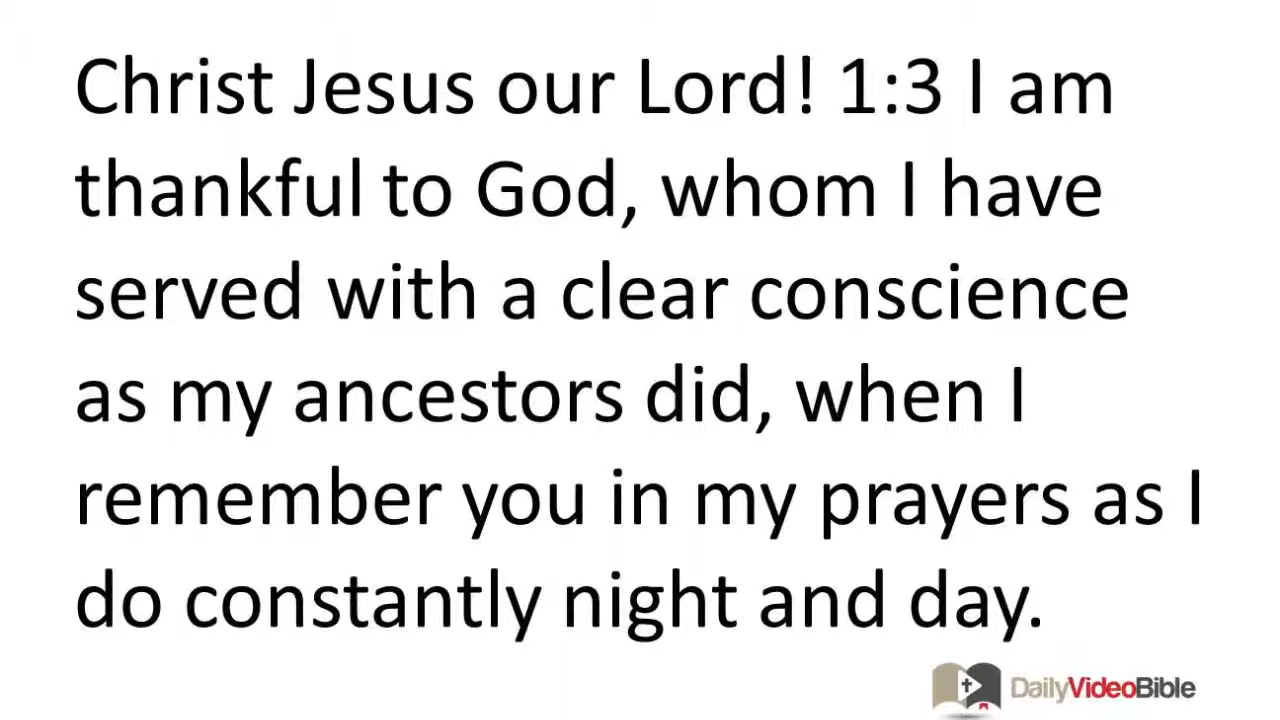 Christ Jesus our Lord! 1:3 I am
thankful to God, whom I have
served with a clear conscience
as my ancestors did, when I
remember you in my prayers as I
do constantly night and day.
DailyVideoBible